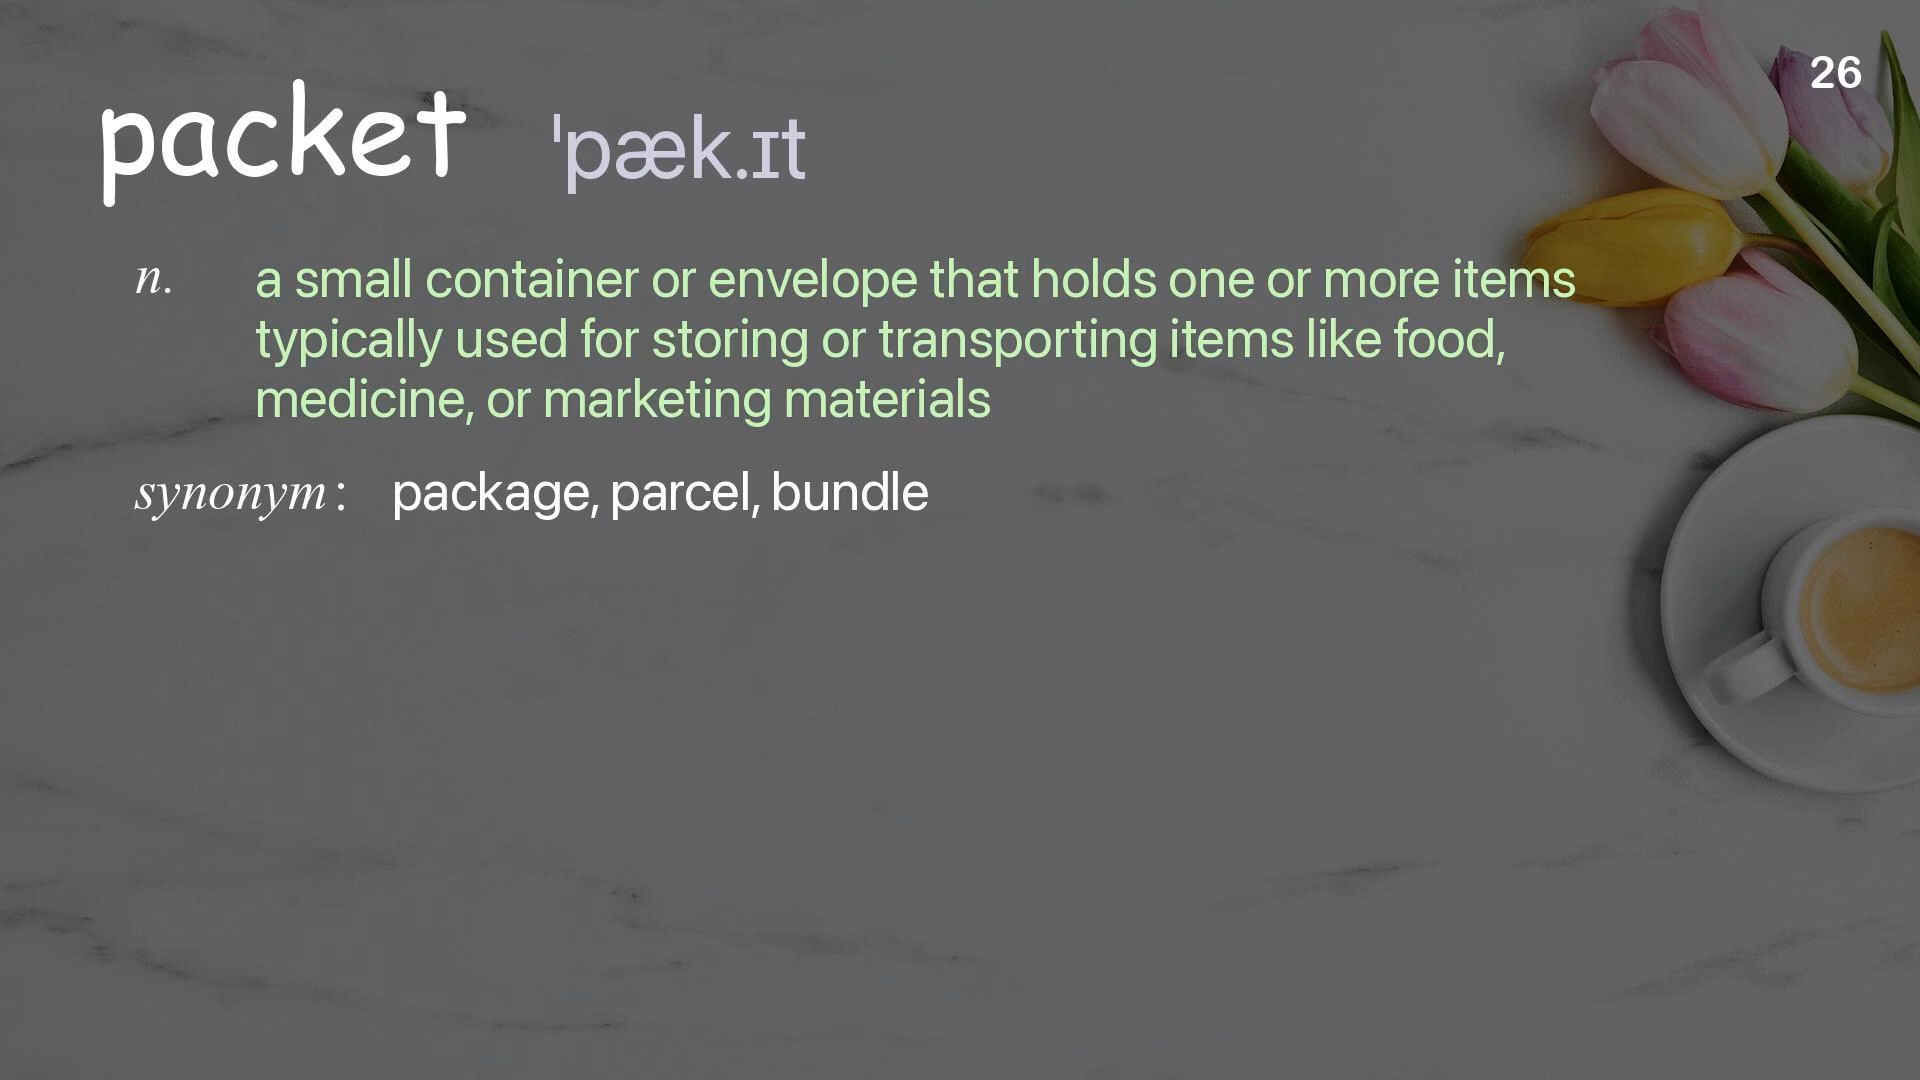 26
packet ˈpæk.ɪt
n. a small container or envelope that holds one or more items
typically used for storing or transporting items like food,
medicine, or marketing materials
synonym: package, parcel, bundle